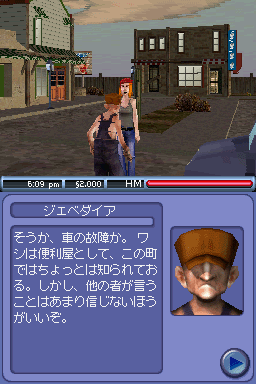 6:09 pm
§2,000
HM
ジェベダイア
そうか、車の故障か。 ワ
シは便利屋として、この町
ではちょっとは知られてお
る。しかし、他の者が言う
ことはあまり信じないほう
がいいぞ。